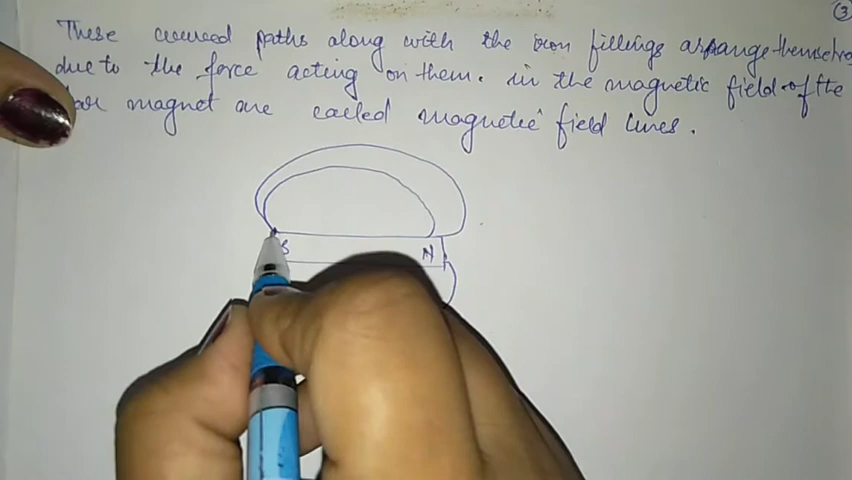 3
These curved paths along with the iron fillings arrange themselves
due to the force acting on them. in the magnetic field of the
bar magnet are called magnetic field lines.
S N